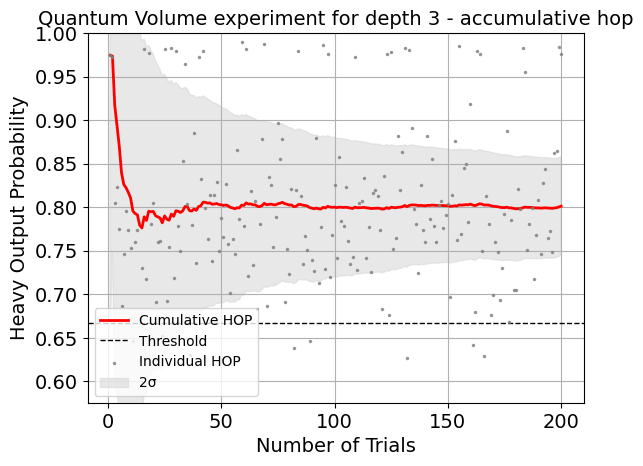 Quantum Volume experiment for depth 3 - accumulative hop
Heavy Output Probability
1.00
0.95
0.90
0.85
0.80
0.75
0.70
0.65
0.60
Cumulative HOP
Threshold
Individual HOP
2σ
0
50
100
150
200
Number of Trials